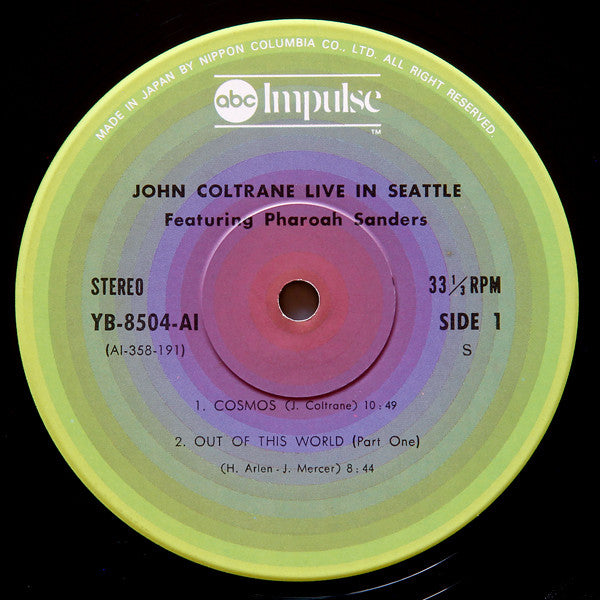 MADE IN JAPAN BY NIPPON COLUMBIA CO., LTD. ALL RIGHT RESERVED.
abc Impulse
TM
JOHN COLTRANE LIVE IN SEATTLE
Featuring Pharoah Sanders
STEREO
33 1/3 RPM
YB-8504-AI
SIDE 1
(AI-358-191)
S
1. COSMOS (J. Coltrane) 10:49
2. OUT OF THIS WORLD (Part One)
(H. Arlen - J. Mercer) 8:44